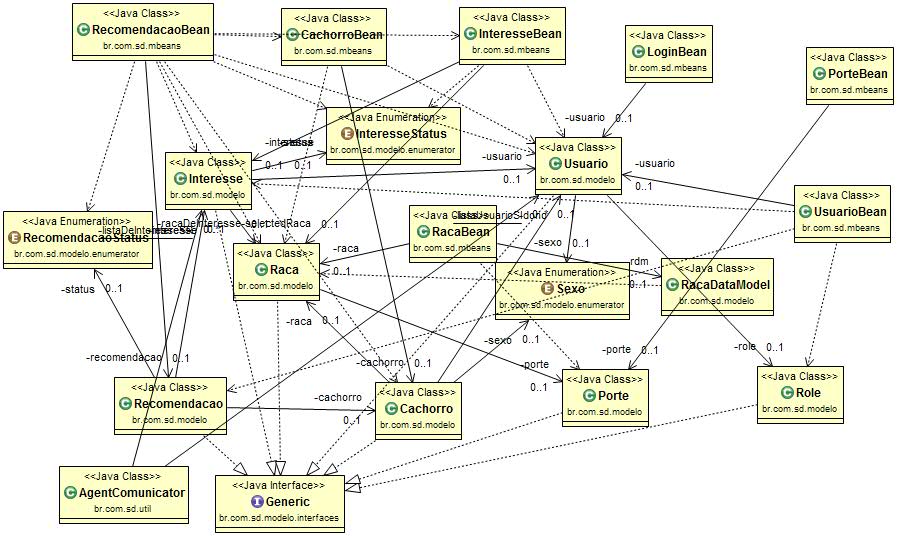 <<Java Class>>
RecomendacaoBean
br.com.sd.mbeans
<<Java Class>>
CachorroBean
br.com.sd.mbeans
<<Java Class>>
InteresseBean
br.com.sd.mbeans
<<Java Class>>
LoginBean
br.com.sd.mbeans
<<Java Class>>
PorteBean
br.com.sd.mbeans
<<Java Enumeration>>
InteresseStatus
br.com.sd.modelo.enumerator
-usuario
0..1
0..1
0..1
<<Java Class>>
Interesse
br.com.sd.modelo
-usuario
0..1
<<Java Class>>
Usuario
br.com.sd.modelo
-usuario
0..1
<<Java Class>>
UsuarioBean
br.com.sd.mbeans
<<Java Enumeration>>
RecomendacaoStatus
br.com.sd.modelo.enumerator
0..1
<<Java Class>>
RacaBean
br.com.sd.mbeans
0..1
-sexo
0..1
-raca
0..1
<<Java Class>>
Raca
br.com.sd.modelo
<<Java Enumeration>>
Sexo
br.com.sd.modelo.enumerator
-rdm
0..1
<<Java Class>>
RacaDataModel
br.com.sd.modelo
-status
0..1
-raca
0..1
-sexo
0..1
-recomendacao
0..1
-cachorro
0..1
-porte
0..1
-porte
0..1
-role
0..1
<<Java Class>>
Recomendacao
br.com.sd.modelo
-cachorro
0..1
<<Java Class>>
Cachorro
br.com.sd.modelo
<<Java Class>>
Porte
br.com.sd.modelo
<<Java Class>>
Role
br.com.sd.modelo
<<Java Class>>
AgentComunicator
br.com.sd.util
<<Java Interface>>
Generic
br.com.sd.modelo.interfaces